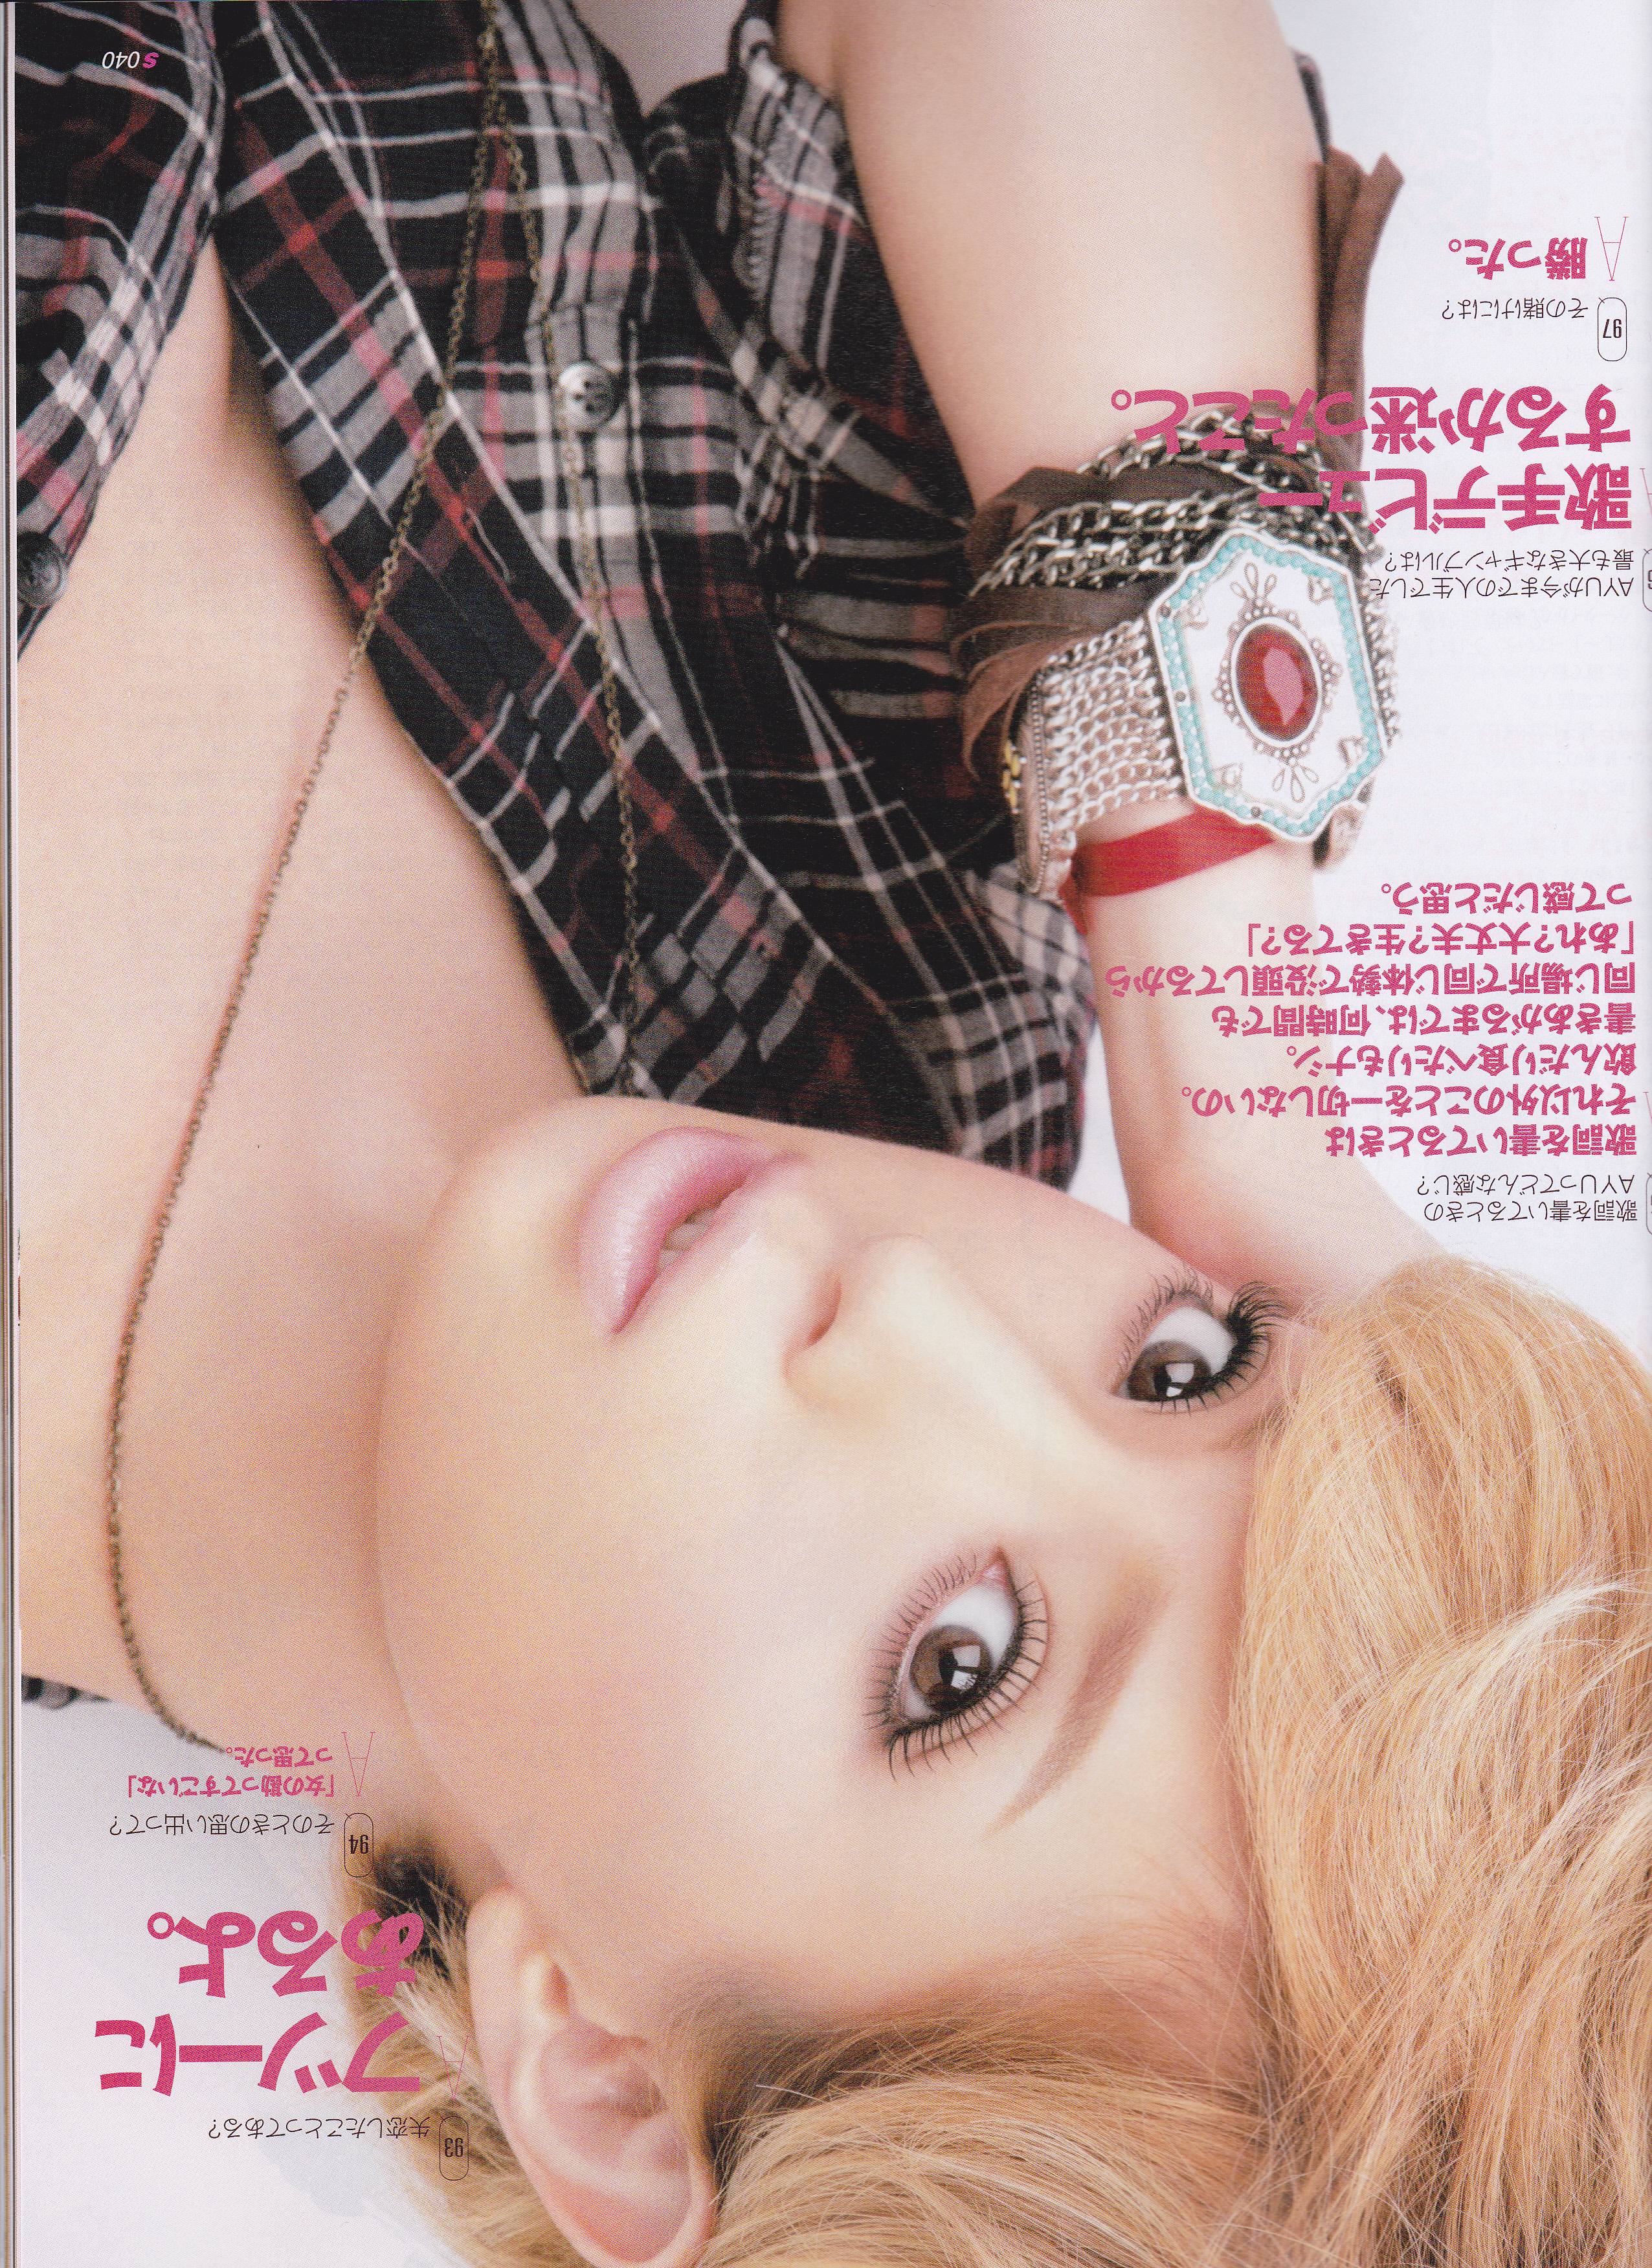 93
失恋したことってある?
A
フツーに
あるよ。
94
そのときの思い出って?
A
「女の勘ってすごいな」
って思った。
歌詞を書いてるときの
AYUってどんな感じ?
歌詞を書いてるときは
それ以外のことを一切しないの。
飲んだり食べたりもナシ。
書きあがるまでは、何時間でも
同じ場所で同じ体勢で没頭してるから
「あれ?大丈夫?生きてる?」
って感じだと思う。
AYUが今までの人生でした
最も大きなギャンブルは?
歌手デビュー
するか迷ったこと。
97
その賭けには?
A
勝った。
S 040